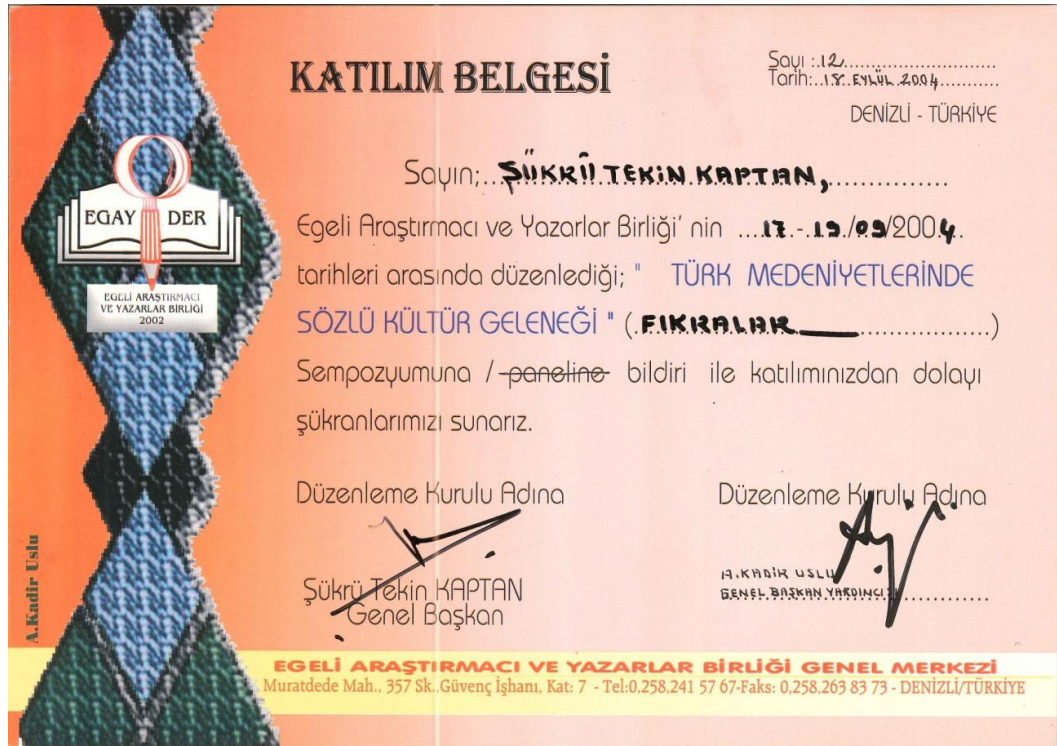 KATILIM BELGESİ
Sayı :.12..............................
Tarih:..18. EYLÜL 2004............
DENİZLİ - TÜRKİYE
EGAY DER
EGELİ ARAŞTIRMACI
VE YAZARLAR BİRLİĞİ
2002
Sayın;...ŞÜKRÜ TEKİN KAPTAN,..................
Egeli Araştırmacı ve Yazarlar Birliği' nin ...17.-.19./09/2004.
tarihleri arasında düzenlediği; " TÜRK MEDENİYETLERİNDE
SÖZLÜ KÜLTÜR GELENEĞİ " (.FIKRALAR....................)
Sempozyumuna / paneline bildiri ile katılımınızdan dolayı
şükranlarımızı sunarız.
Düzenleme Kurulu Adına
Şükrü Tekin KAPTAN
Genel Başkan
Düzenleme Kurulu Adına
A.KADİR USLU
GENEL BAŞKAN YARDIMCISI
A.Kadir Uslu
EGELİ ARAŞTIRMACI VE YAZARLAR BİRLİĞİ GENEL MERKEZİ
Muratdede Mah., 357 Sk.,Güvenç İşhanı, Kat: 7 - Tel:0.258.241 57 67-Faks: 0.258.263 83 73 - DENİZLİ/TÜRKİYE